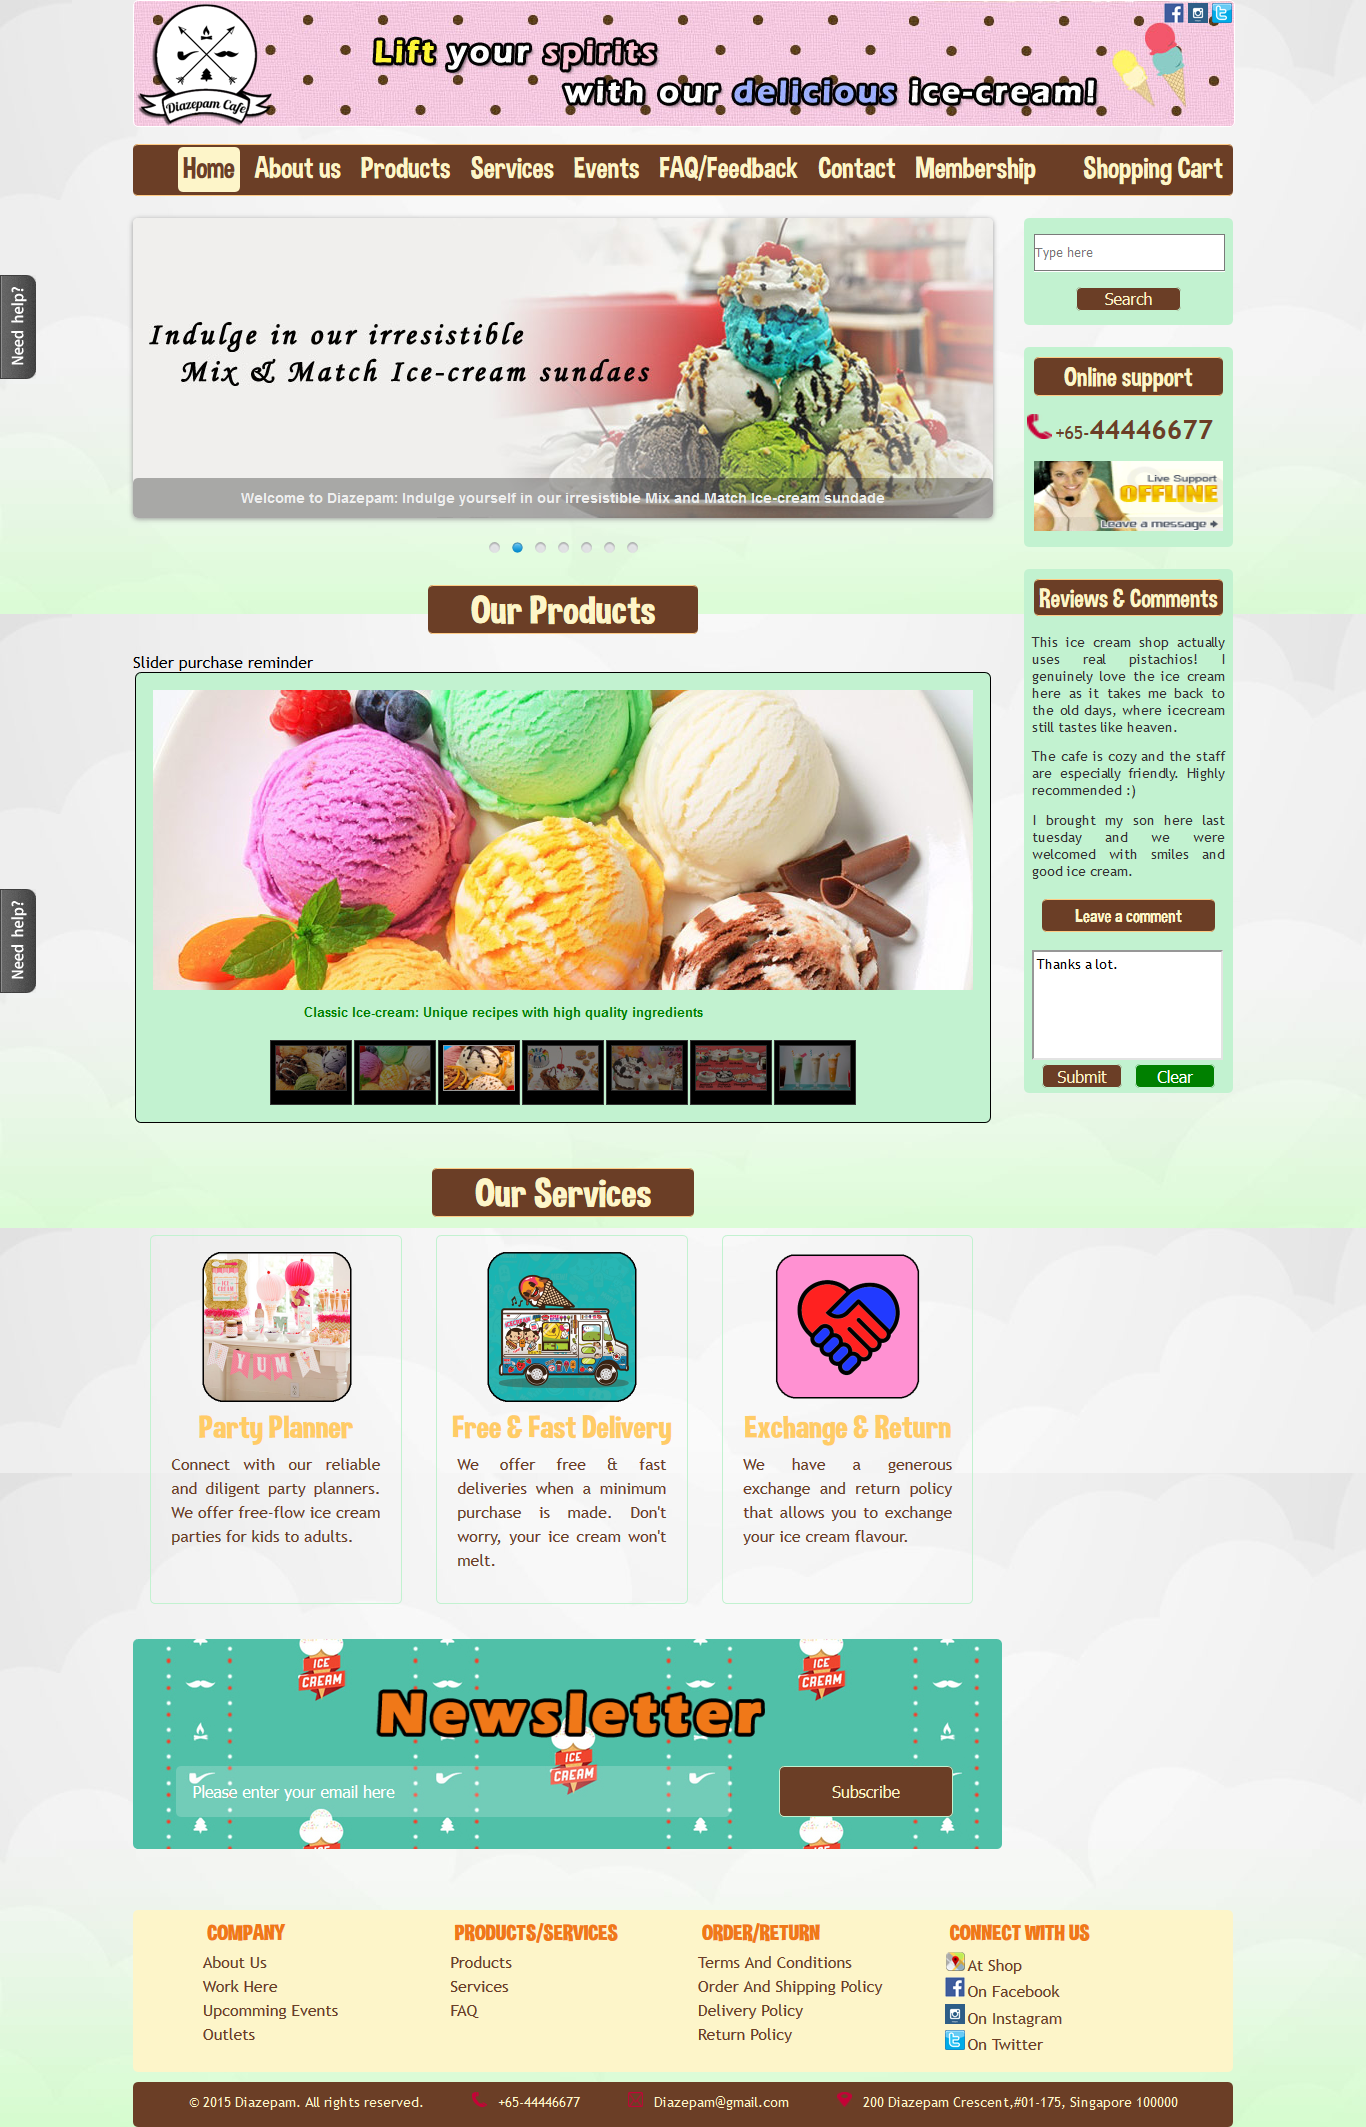 Diazepam Cafe
Lift your spirits
with our delicious ice-cream!
Home About us Products Services Events FAQ/Feedback Contact Membership Shopping Cart
Need help?
Indulge in our irresistible
Mix & Match Ice-cream sundaes
Welcome to Diazepam: Indulge yourself in our irresistible Mix and Match Ice-cream sundade
Type here
Search
Online support
+65-44446677
Live Support
OFFLINE
Leave a message
Our Products
Slider purchase reminder
Classic Ice-cream: Unique recipes with high quality ingredients
Reviews & Comments
This ice cream shop actually
uses real pistachios! I
genuinely love the ice cream
here as it takes me back to
the old days, where icecream
still tastes like heaven.
The cafe is cozy and the staff
are especially friendly. Highly
recommended :)
I brought my son here last
tuesday and we were
welcomed with smiles and
good ice cream.
Leave a comment
Thanks a lot.
Submit Clear
Need help?
Our Services
YUM
Party Planner
Connect with our reliable
and diligent party planners.
We offer free-flow ice cream
parties for kids to adults.
Free & Fast Delivery
We offer free & fast
deliveries when a minimum
purchase is made. Don't
worry, your ice cream won't
melt.
Exchange & Return
We have a generous
exchange and return policy
that allows you to exchange
your ice cream flavour.
ICE
CREAM
ICE
CREAM
Newsletter
ICE
CREAM
Please enter your email here
Subscribe
ICE
ICE
COMPANY
About Us
Work Here
Upcomming Events
Outlets
PRODUCTS/SERVICES
Products
Services
FAQ
ORDER/RETURN
Terms And Conditions
Order And Shipping Policy
Delivery Policy
Return Policy
CONNECT WITH US
At Shop
On Facebook
On Instagram
On Twitter
© 2015 Diazepam. All rights reserved. +65-44446677 Diazepam@gmail.com 200 Diazepam Crescent,#01-175, Singapore 100000